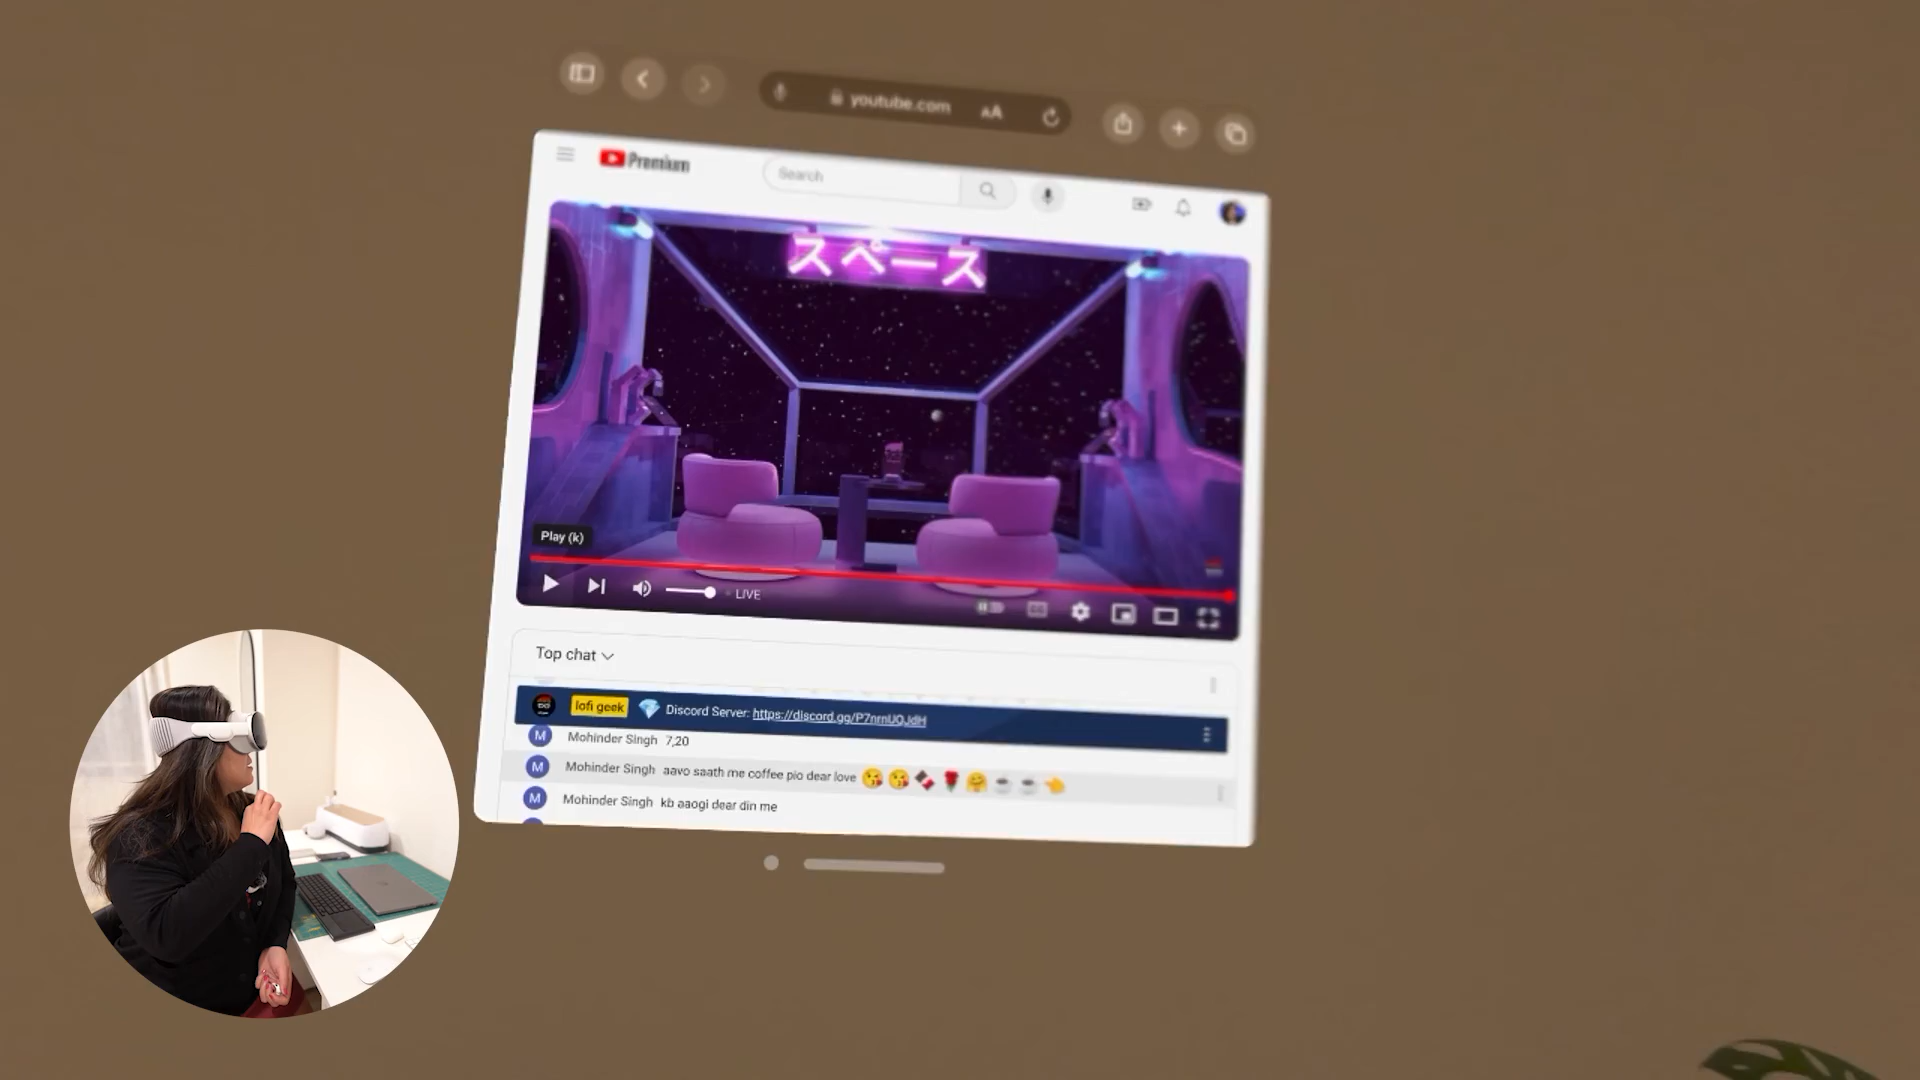 youtube.com AA
Premium
Search
スペース
Play (k)
LIVE
Top chat
lofi geek Discord Server: https://discord.gg/P7nrnUQJdH
Mohinder Singh 7,20
Mohinder Singh aavo saath me coffee pio dear love 😘 😘 🍫 🌹 🤗 ☕ ☕ 👈
Mohinder Singh kb aaogi dear din me
M
M
M